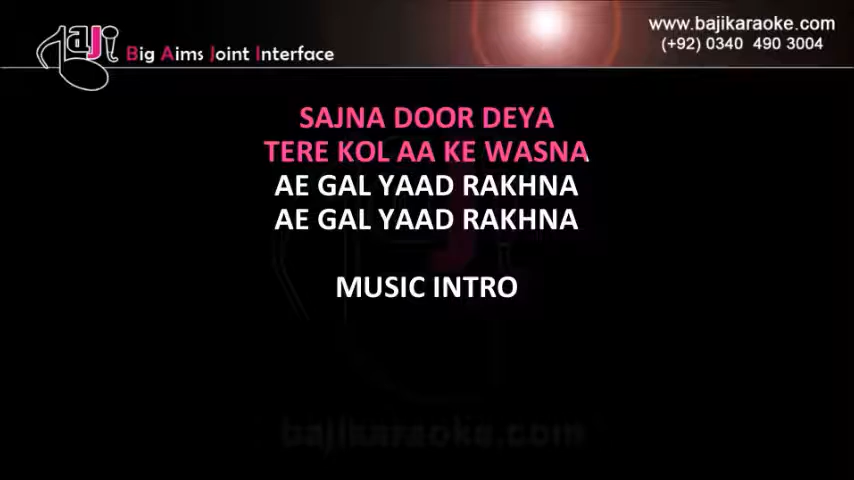 BAJI
Big Aims Joint Interface
www.bajikaraoke.com
(+92) 0340 490 3004
SAJNA DOOR DEYA
TERE KOL AA KE WASNA
AE GAL YAAD RAKHNA
AE GAL YAAD RAKHNA
MUSIC INTRO
bajikaraoke.com